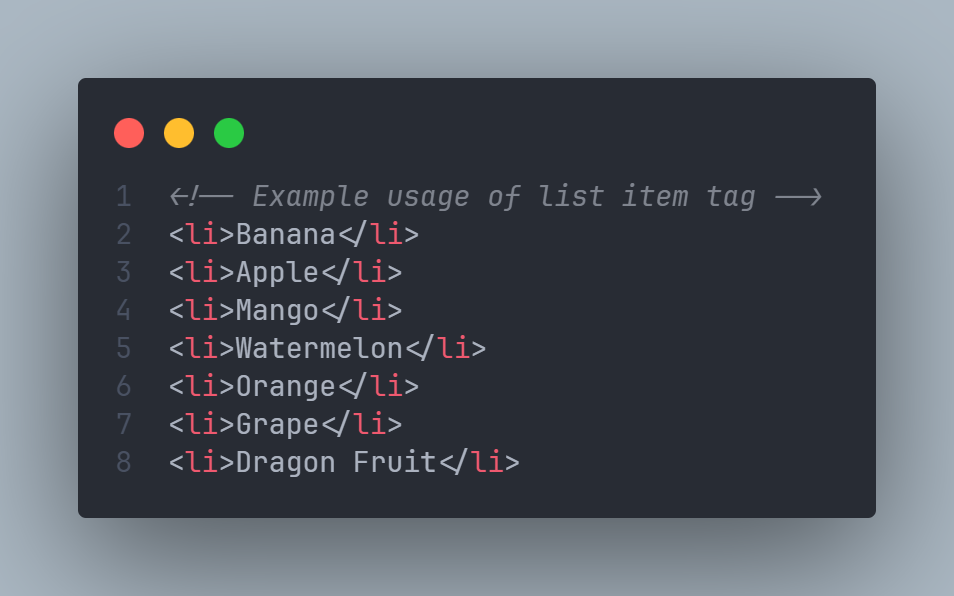 1 <!-- Example usage of list item tag -->
2 <li>Banana</li>
3 <li>Apple</li>
4 <li>Mango</li>
5 <li>Watermelon</li>
6 <li>Orange</li>
7 <li>Grape</li>
8 <li>Dragon Fruit</li>